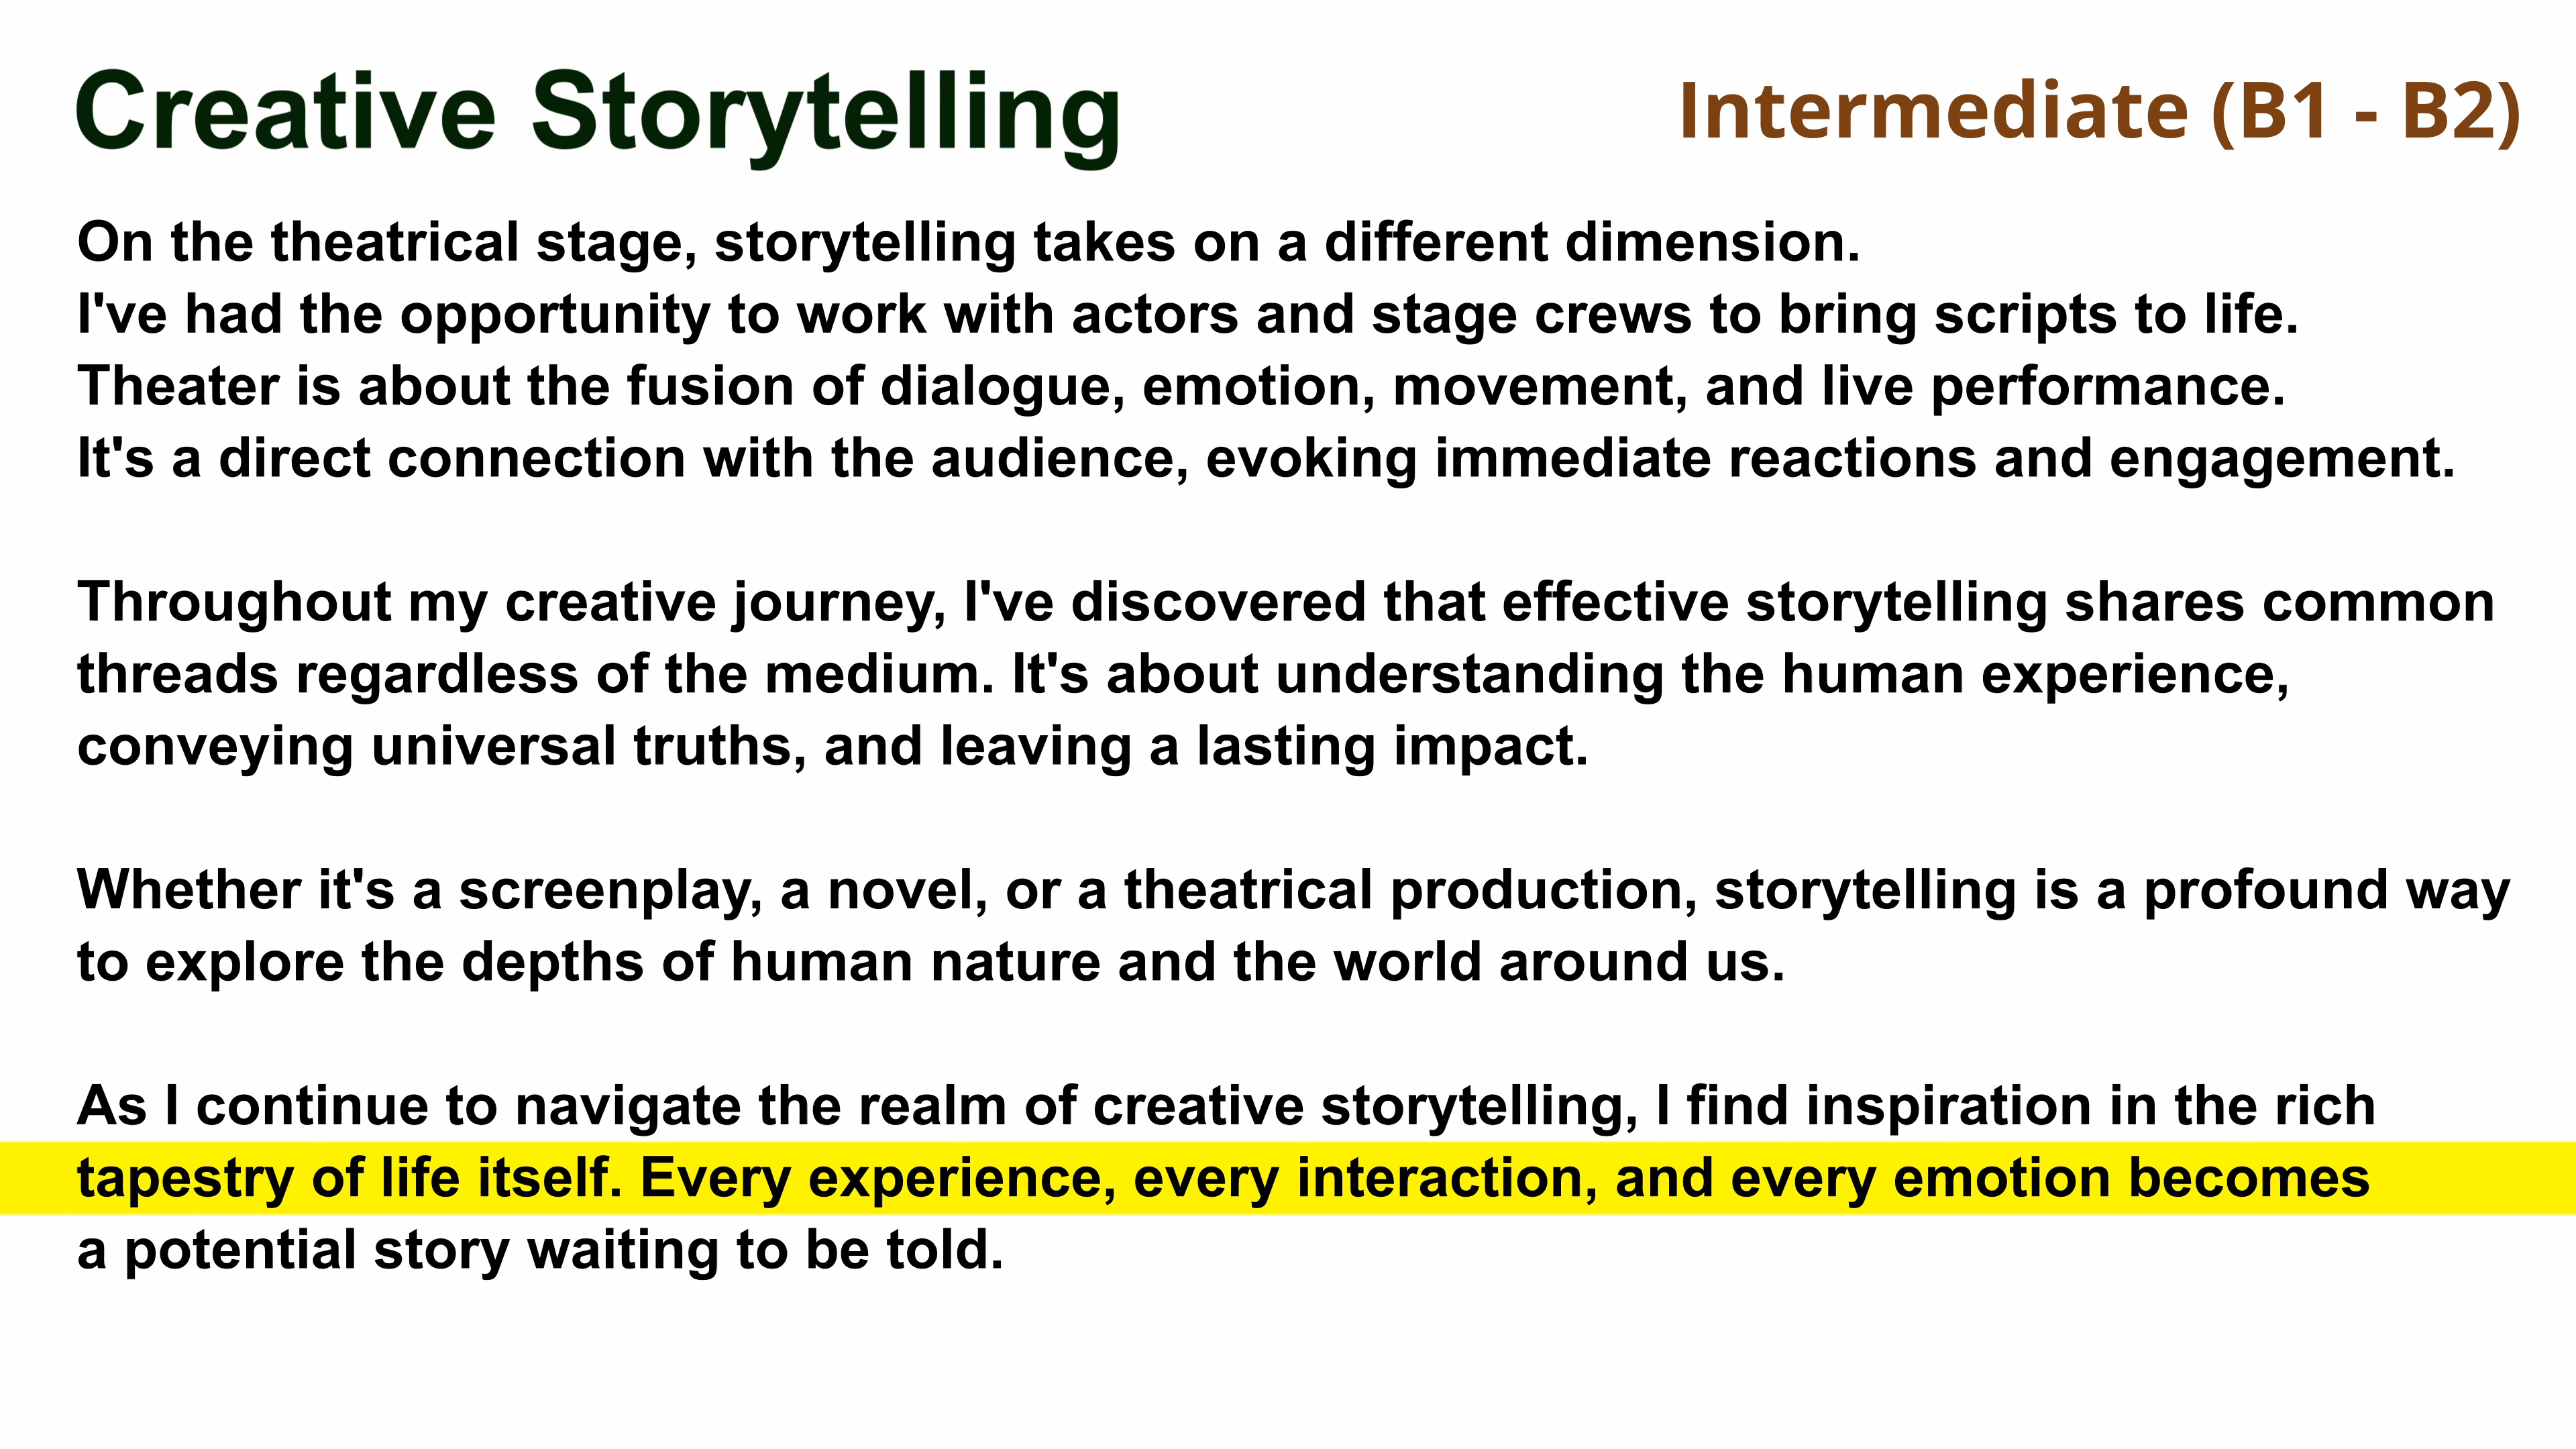 Creative Storytelling
Intermediate (B1 - B2)
On the theatrical stage, storytelling takes on a different dimension.
I've had the opportunity to work with actors and stage crews to bring scripts to life.
Theater is about the fusion of dialogue, emotion, movement, and live performance.
It's a direct connection with the audience, evoking immediate reactions and engagement.
Throughout my creative journey, I've discovered that effective storytelling shares common
threads regardless of the medium. It's about understanding the human experience,
conveying universal truths, and leaving a lasting impact.
Whether it's a screenplay, a novel, or a theatrical production, storytelling is a profound way
to explore the depths of human nature and the world around us.
As I continue to navigate the realm of creative storytelling, I find inspiration in the rich
tapestry of life itself. Every experience, every interaction, and every emotion becomes
a potential story waiting to be told.